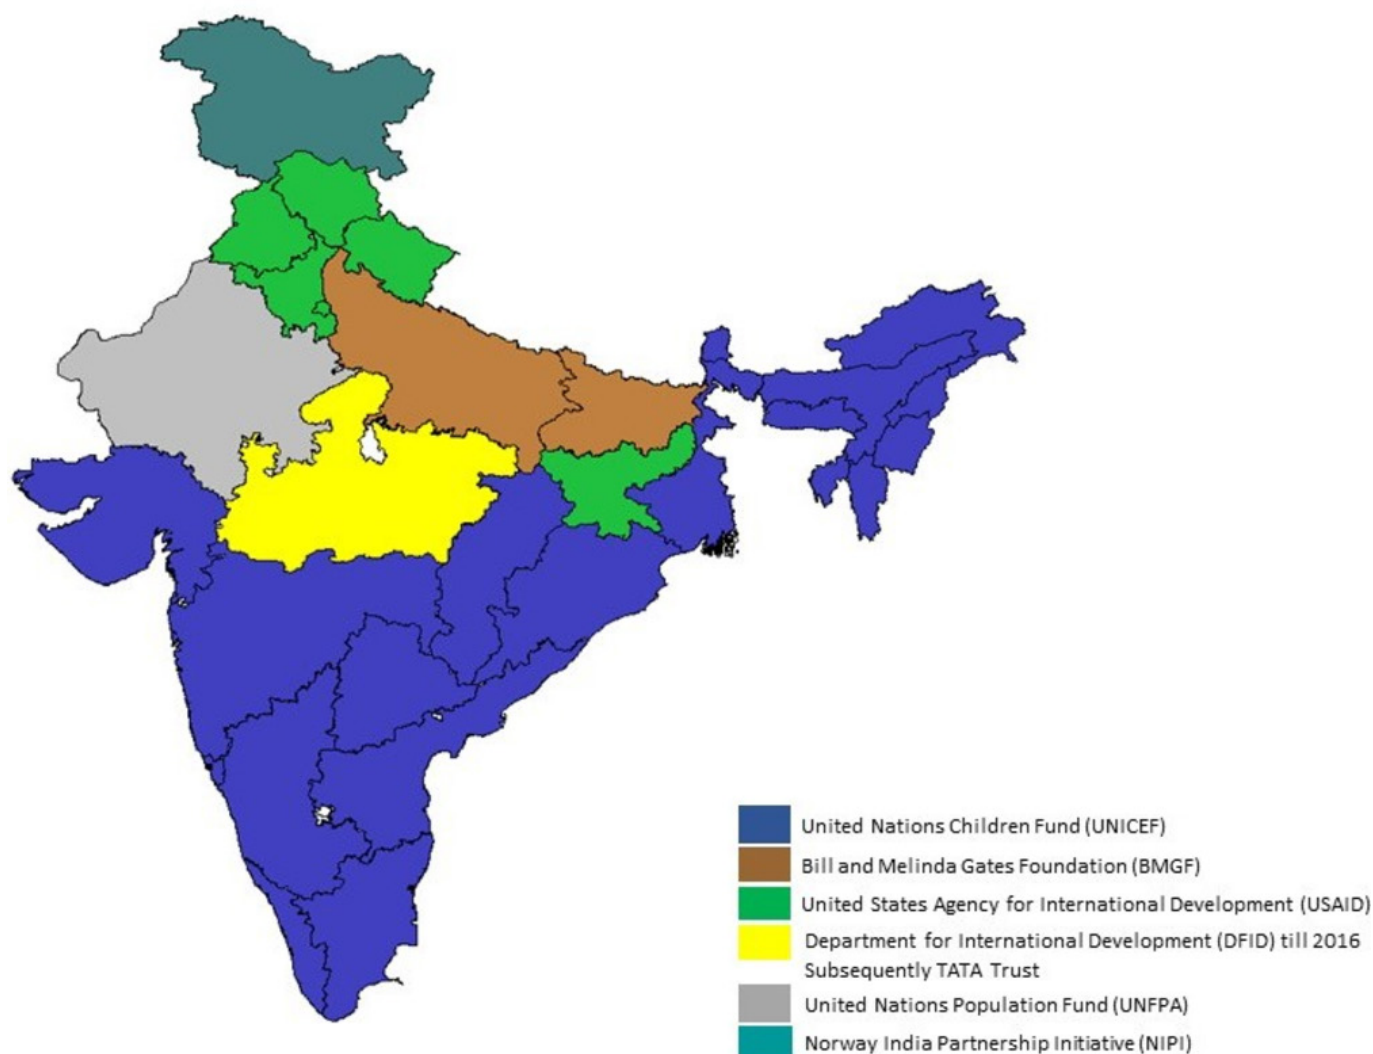 United Nations Children Fund (UNICEF)
Bill and Melinda Gates Foundation (BMGF)
United States Agency for International Development (USAID)
Department for International Development (DFID) till 2016
Subsequently TATA Trust
United Nations Population Fund (UNFPA)
Norway India Partnership Initiative (NIPI)